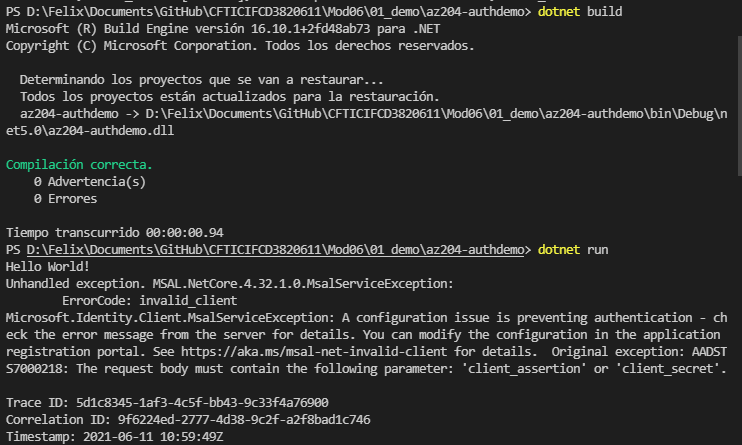 PS D:\Felix\Documents\GitHub\CFTICIFCD3820611\Mod06\01_demo\az204-authdemo> dotnet build
Microsoft (R) Build Engine versión 16.10.1+2fd48ab73 para .NET
Copyright (C) Microsoft Corporation. Todos los derechos reservados.
Determinando los proyectos que se van a restaurar...
Todos los proyectos están actualizados para la restauración.
az204-authdemo -> D:\Felix\Documents\GitHub\CFTICIFCD3820611\Mod06\01_demo\az204-authdemo\bin\Debug\n
et5.0\az204-authdemo.dll
Compilación correcta.
0 Advertencia(s)
0 Errores
Tiempo transcurrido 00:00:00.94
PS D:\Felix\Documents\GitHub\CFTICIFCD3820611\Mod06\01_demo\az204-authdemo> dotnet run
Hello World!
Unhandled exception. MSAL.NetCore.4.32.1.0.MsalServiceException:
ErrorCode: invalid_client
Microsoft.Identity.Client.MsalServiceException: A configuration issue is preventing authentication - ch
eck the error message from the server for details. You can modify the configuration in the application
registration portal. See https://aka.ms/msal-net-invalid-client for details.  Original exception: AADST
S7000218: The request body must contain the following parameter: 'client_assertion' or 'client_secret'.
Trace ID: 5d1c8345-1af3-4c5f-bb43-9c33f4a76900
Correlation ID: 9f6224ed-2777-4d38-9c2f-a2f8bad1c746
Timestamp: 2021-06-11 10:59:49Z